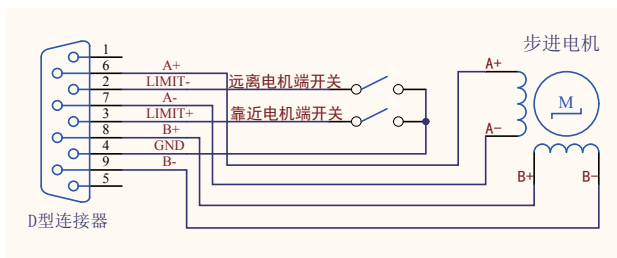 步进电机
1
6 A+
2 LIMIT- 远离电机端开关
7 A-
3 LIMIT+ 靠近电机端开关
8 B+
4 GND
9 B-
5
D型连接器
A+
M
A-
B+ B-